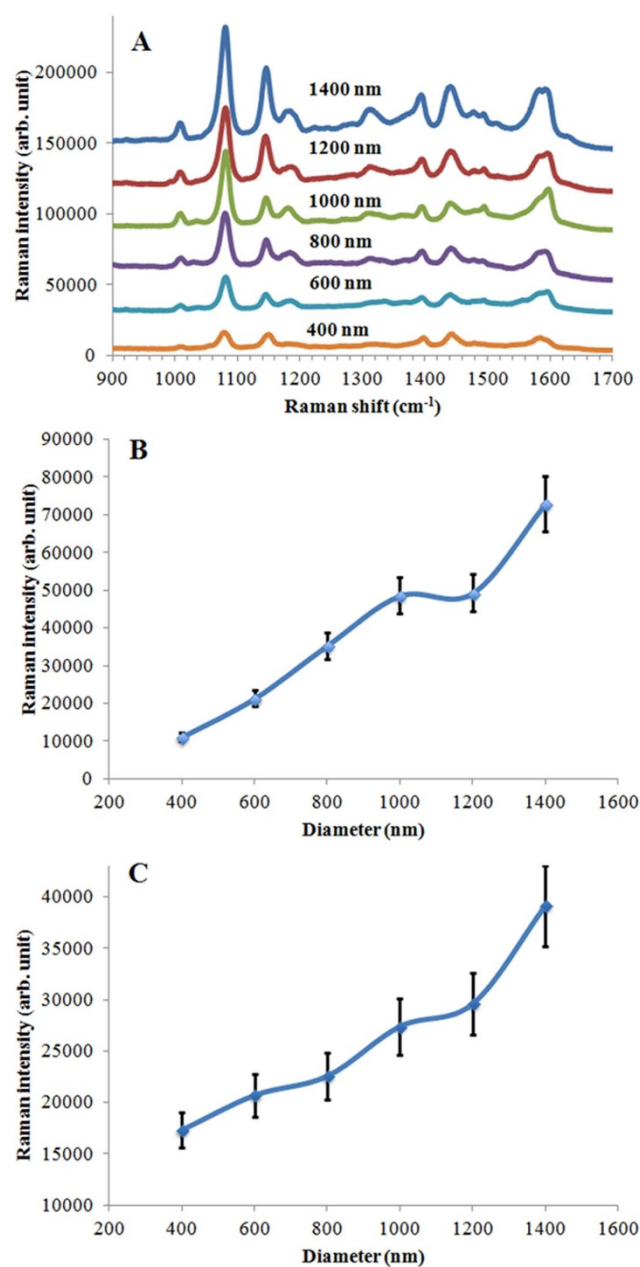 A
Raman intensity (arb. unit)
200000
150000
100000
50000
0
1400 nm
1200 nm
1000 nm
800 nm
600 nm
400 nm
900 1000 1100 1200 1300 1400 1500 1600 1700
Raman shift (cm⁻¹)
B
Raman intensity (arb. unit)
90000
80000
70000
60000
50000
40000
30000
20000
10000
0
200 400 600 800 1000 1200 1400 1600
Diameter (nm)
C
Raman intensity (arb. unit)
40000
35000
30000
25000
20000
15000
10000
200 400 600 800 1000 1200 1400 1600
Diameter (nm)